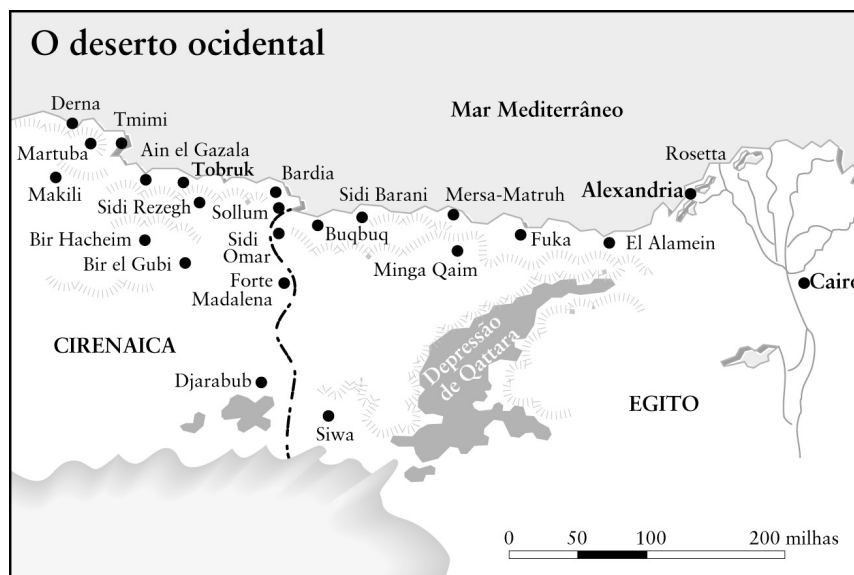 O deserto ocidental
Derna
Tmimi
Mar Mediterrâneo
Martuba
Ain el Gazala
Rosetta
Tobruk
Bardia
Makili
Sidi Barani
Mersa-Matruh
Alexandria
Sidi Rezegh
Sollum
Bir Hacheim
Sidi
Omar
Buqbuq
Fuka
El Alamein
Bir el Gubi
Minga Qaim
Forte
Madalena
Cairo
CIRENAICA
Depressão
de Qattara
Djarabub
EGITO
Siwa
0 50 100 200 milhas